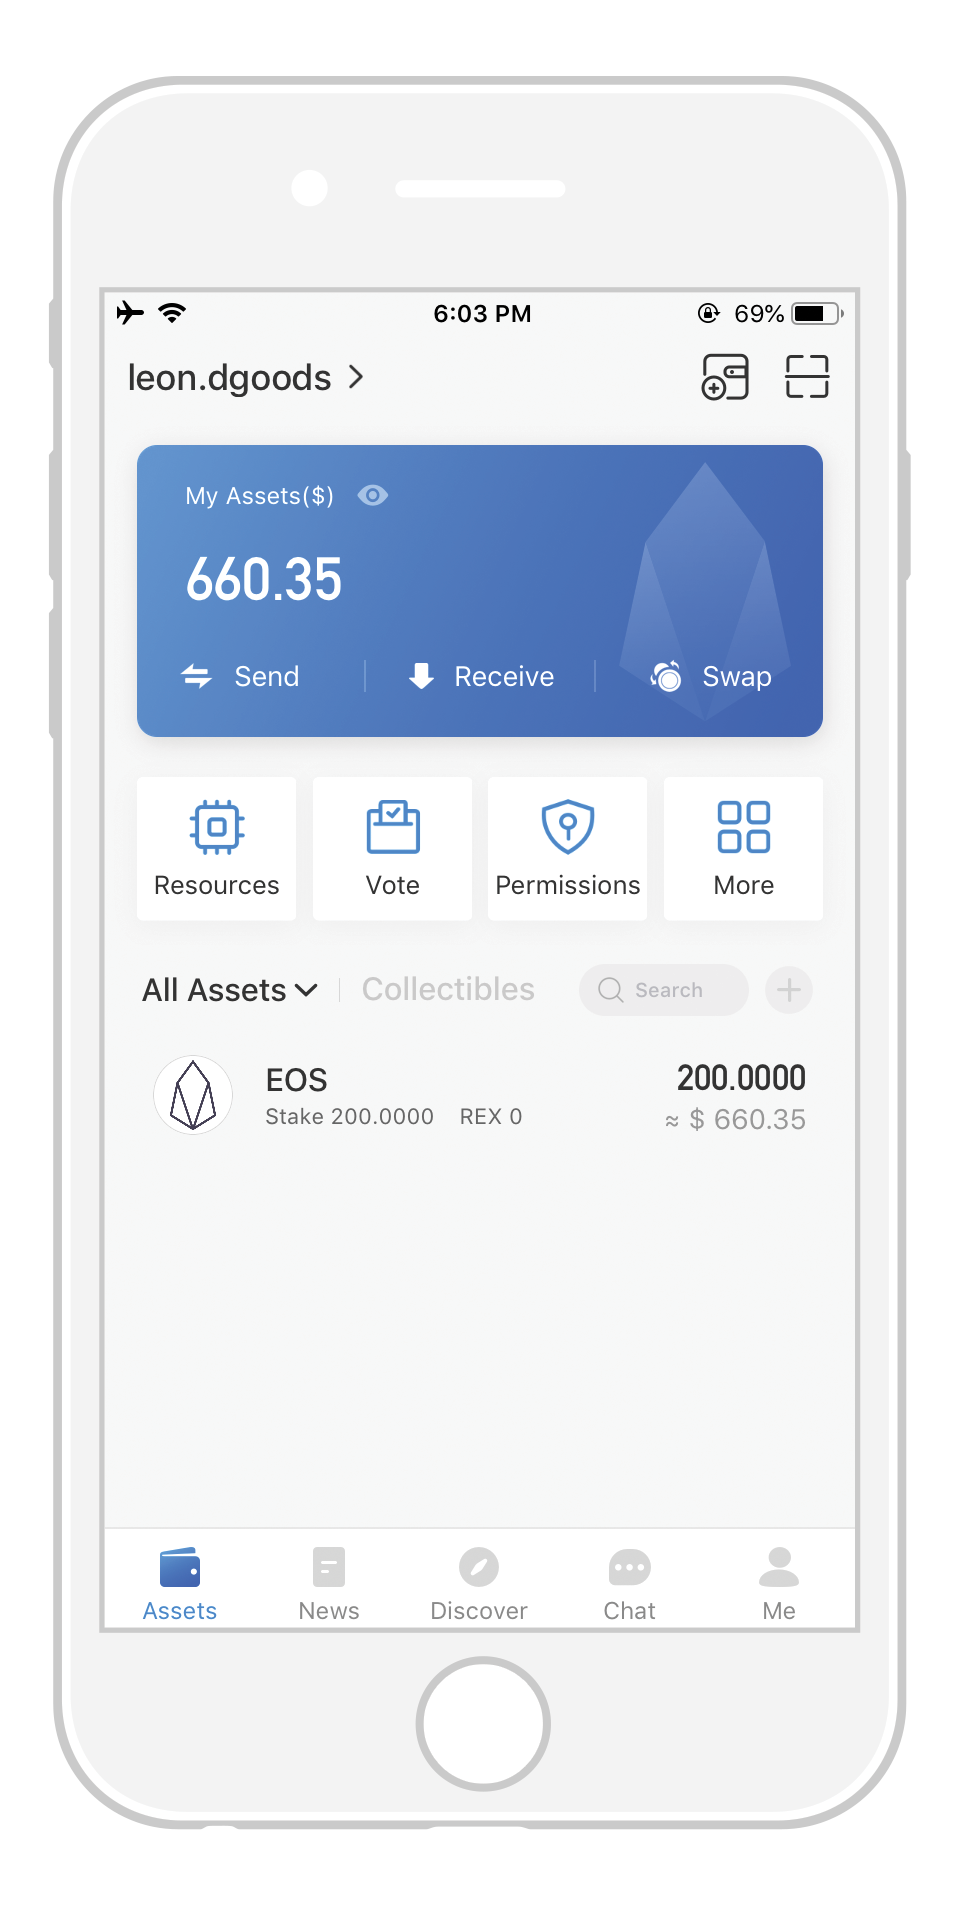 6:03 PM 69%
leon.dgoods
My Assets($)
660.35
Send Receive Swap
Resources Vote Permissions More
All Assets Collectibles Search
EOS 200.0000
Stake 200.0000 REX 0 ≈ $ 660.35
Assets News Discover Chat Me